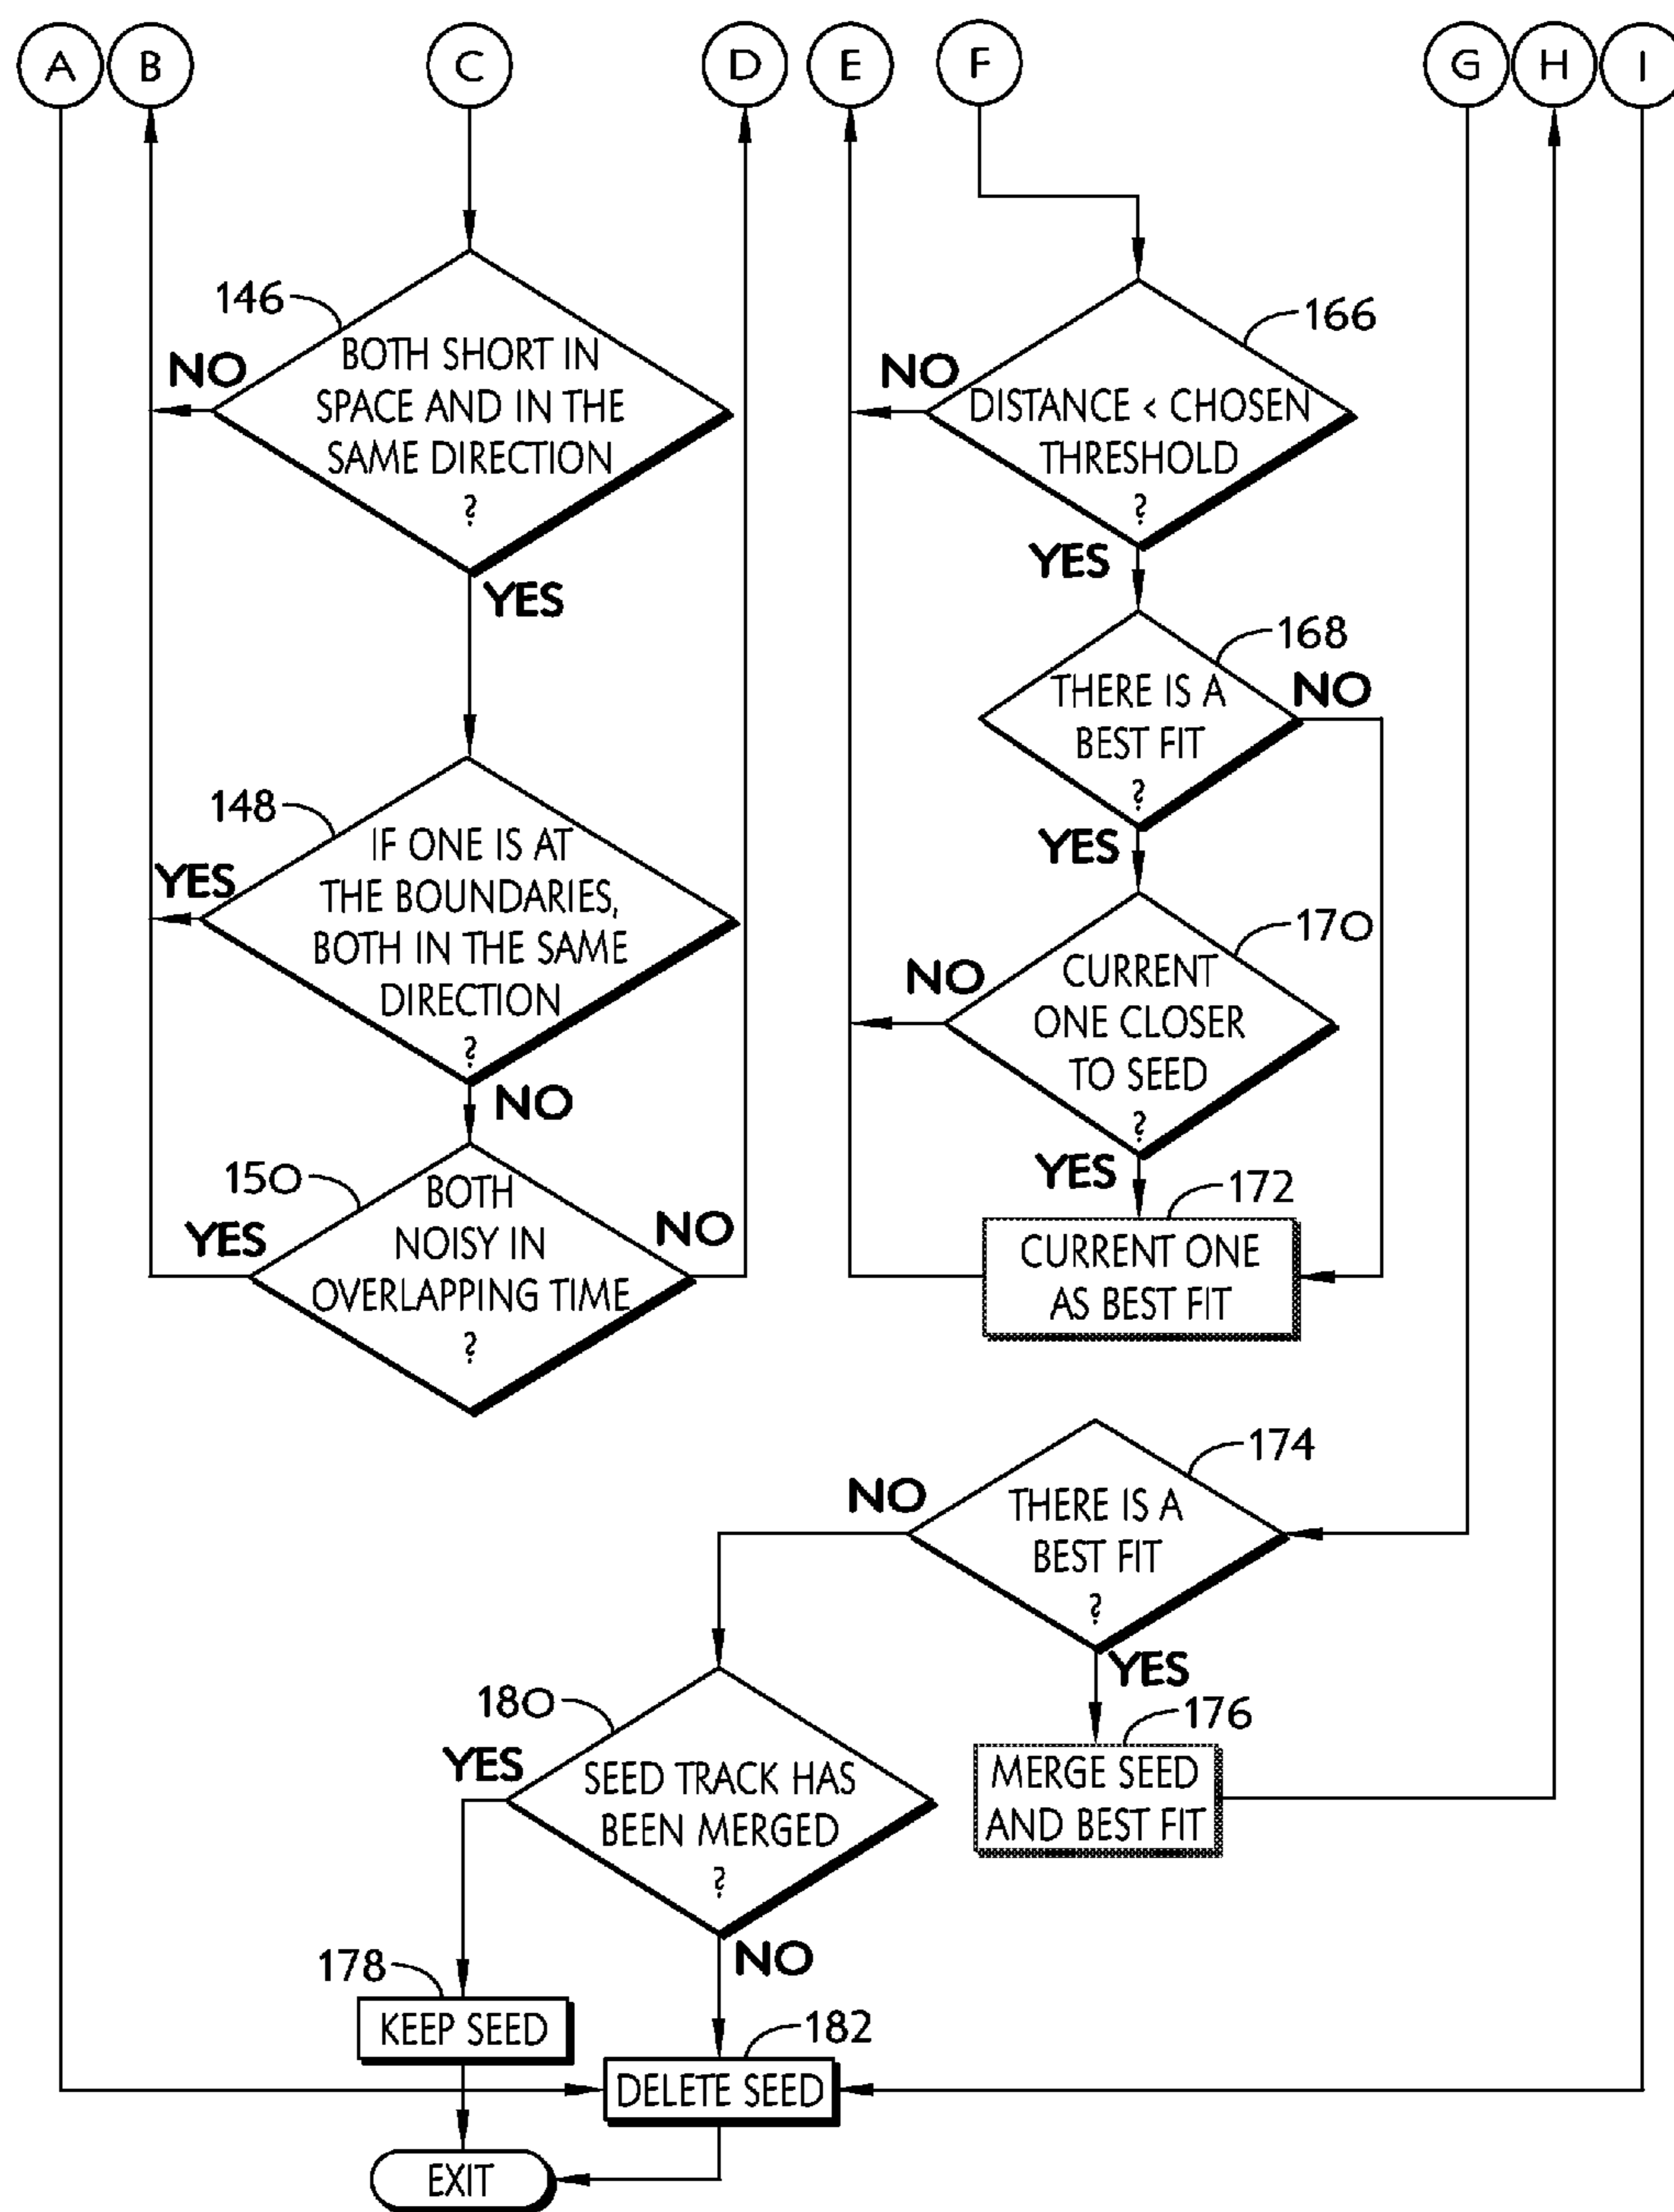 A B C D E F G H I
146
NO
BOTH SHORT IN
SPACE AND IN THE
SAME DIRECTION
?
YES
148
YES
IF ONE IS AT
THE BOUNDARIES,
BOTH IN THE SAME
DIRECTION
?
NO
150
YES
BOTH
NOISY IN
OVERLAPPING TIME
?
NO
166
NO
DISTANCE < CHOSEN
THRESHOLD
?
YES
168
THERE IS A
BEST FIT
?
NO
YES
170
NO
CURRENT
ONE CLOSER
TO SEED
?
YES
172
CURRENT ONE
AS BEST FIT
174
NO
THERE IS A
BEST FIT
?
YES
176
MERGE SEED
AND BEST FIT
180
YES
SEED TRACK HAS
BEEN MERGED
?
NO
178
KEEP SEED
182
DELETE SEED
EXIT